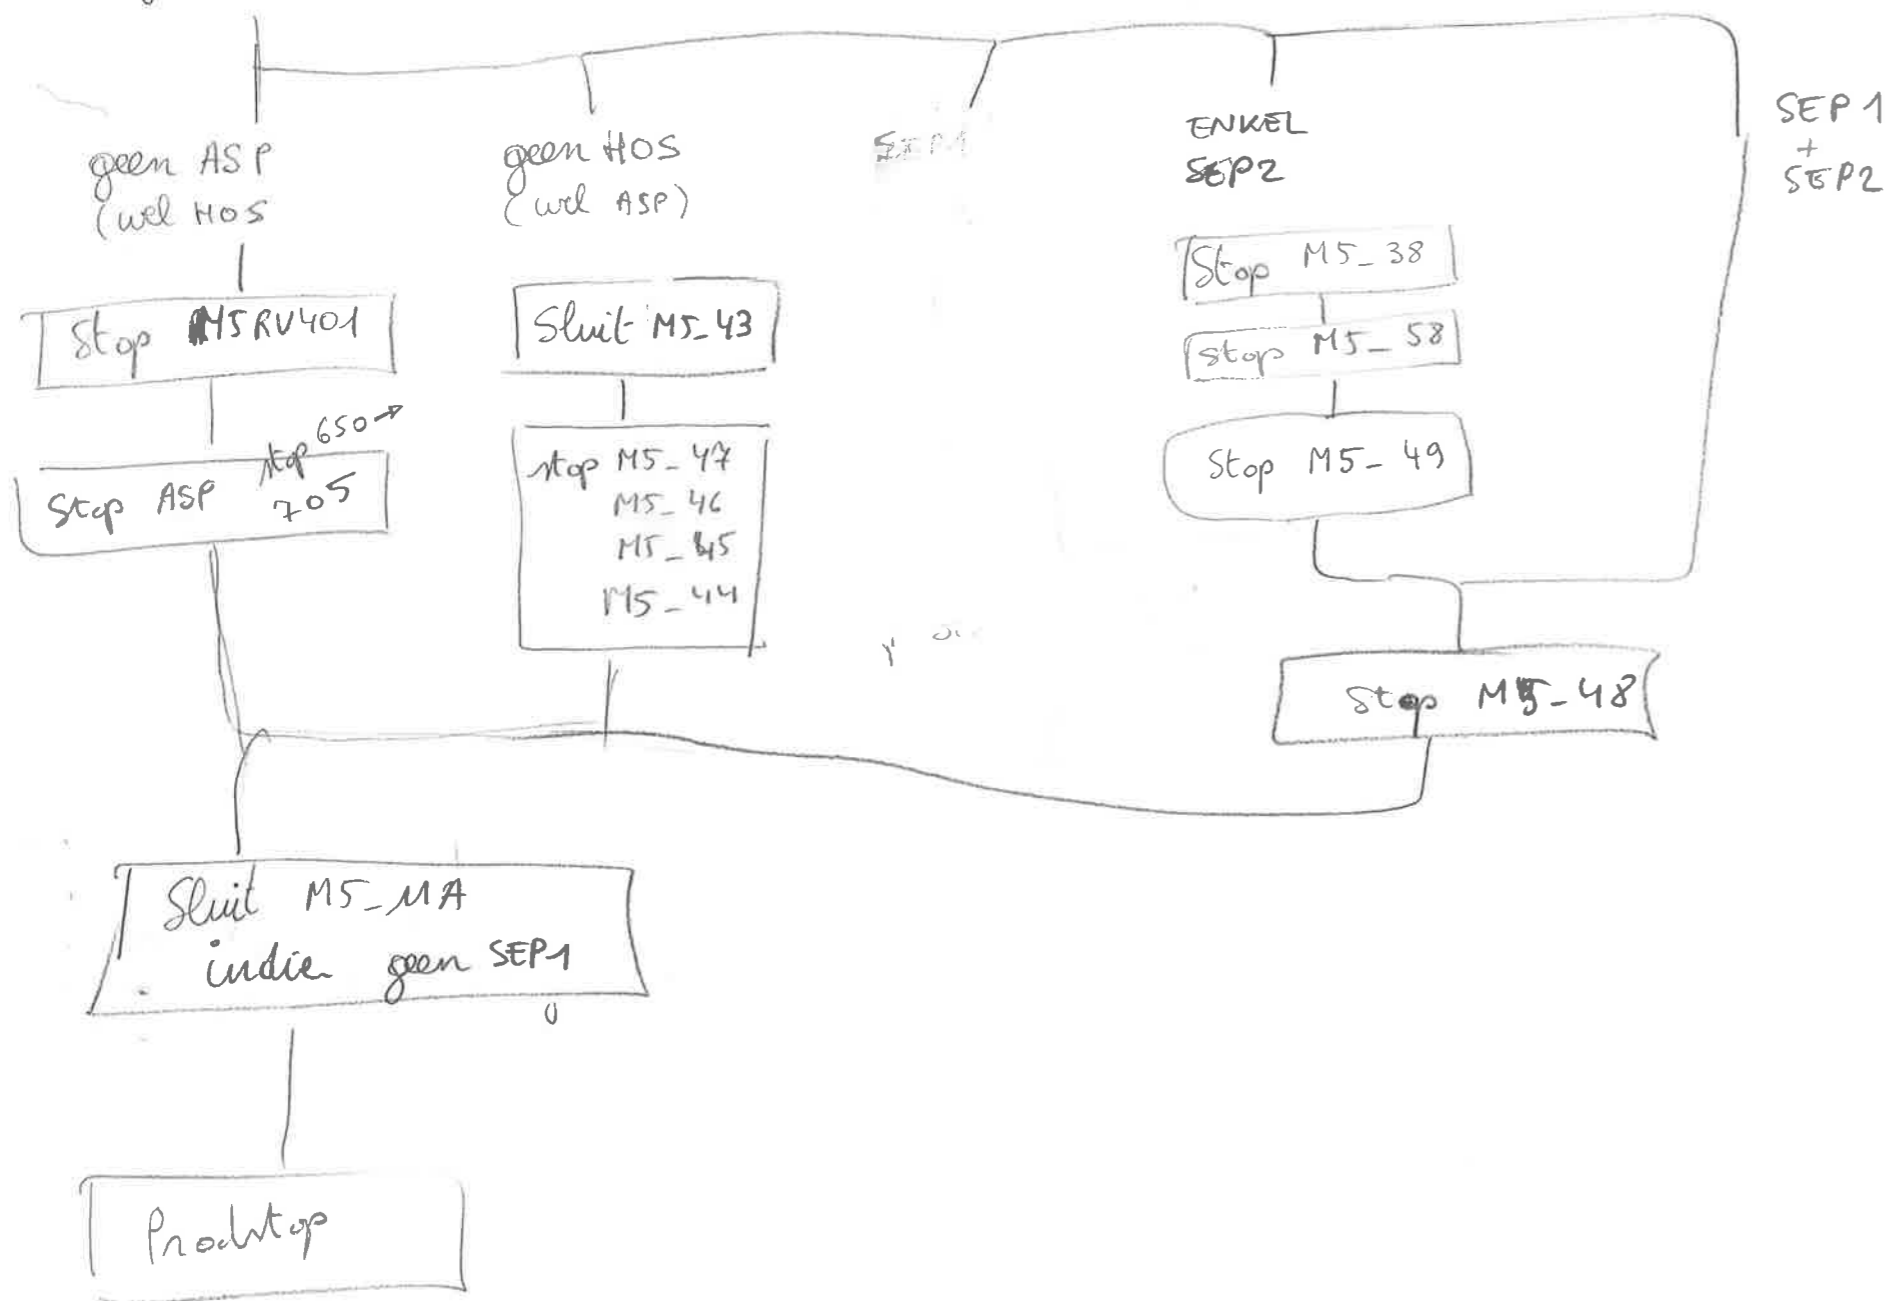 geen ASP
(wel HOS
Stop M5RV401
Stop ASP stop 650
705
geen HOS
(wel ASP)
Sluit M5_43
stop M5_47
M5_46
M5_45
M5_44
SEP1
ENKEL
SEP2
Stop M5_38
Stop M5_58
Stop M5_49
SEP1
+
SEP2
Stop M5_48
Sluit M5_MA
indien geen SEP1
Prodstop